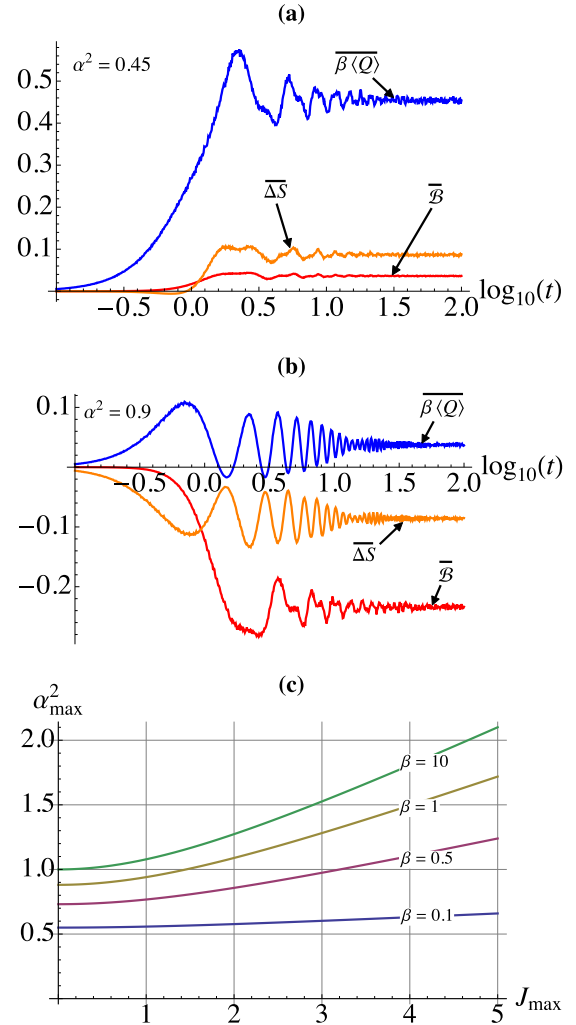 (a)
α² = 0.45
β⟨Q⟩
0.5
0.4
0.3
0.2
ΔS
ℬ
0.1
−0.5 0.0 0.5 1.0 1.5 2.0 log₁₀(t)
(b)
0.1
α² = 0.9
β⟨Q⟩
−0.5 0.0 0.5 1.0 1.5 2.0 log₁₀(t)
−0.1
ΔS
ℬ
−0.2
(c)
α²max
2.0
β = 10
1.5
β = 1
1.0
β = 0.5
β = 0.1
0.5
1 2 3 4 5 Jmax